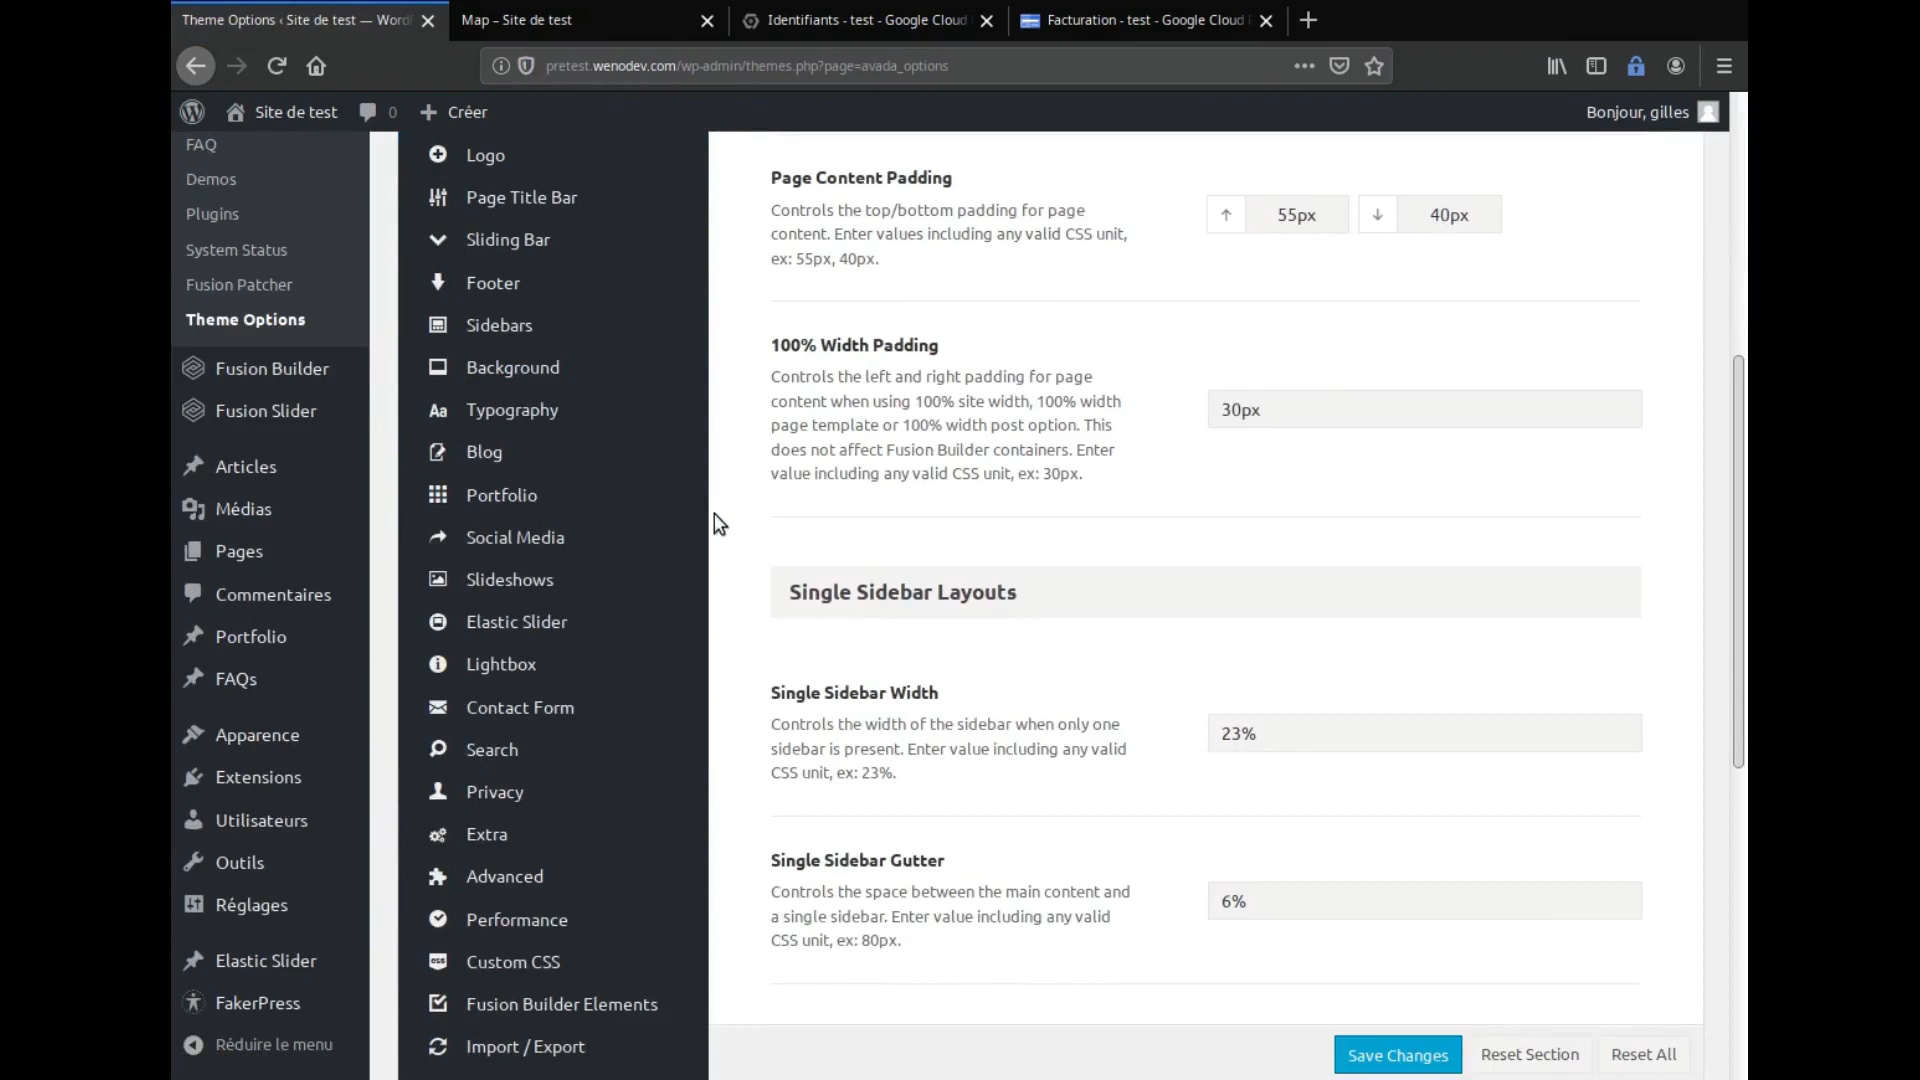 Theme Options ‹ Site de test — Word
Map – Site de test
Identifiants - test - Google Cloud
Facturation - test - Google Cloud P
pretest.wenodev.com/wp-admin/themes.php?page=avada_options
Site de test
0
Créer
Bonjour, gilles
FAQ
Demos
Plugins
System Status
Fusion Patcher
Theme Options
Fusion Builder
Fusion Slider
Articles
Médias
Pages
Commentaires
Portfolio
FAQs
Apparence
Extensions
Utilisateurs
Outils
Réglages
Elastic Slider
FakerPress
Réduire le menu
Logo
Page Title Bar
Sliding Bar
Footer
Sidebars
Background
Aa
Typography
Blog
Portfolio
Social Media
Slideshows
Elastic Slider
Lightbox
Contact Form
Search
Privacy
Extra
Advanced
Performance
css
Custom CSS
Fusion Builder Elements
Import / Export
Page Content Padding
Controls the top/bottom padding for page
content. Enter values including any valid CSS unit,
ex: 55px, 40px.
55px
40px
100% Width Padding
Controls the left and right padding for page
content when using 100% site width, 100% width
page template or 100% width post option. This
does not affect Fusion Builder containers. Enter
value including any valid CSS unit, ex: 30px.
30px
Single Sidebar Layouts
Single Sidebar Width
Controls the width of the sidebar when only one
sidebar is present. Enter value including any valid
CSS unit, ex: 23%.
23%
Single Sidebar Gutter
Controls the space between the main content and
a single sidebar. Enter value including any valid
CSS unit, ex: 80px.
6%
Save Changes
Reset Section
Reset All